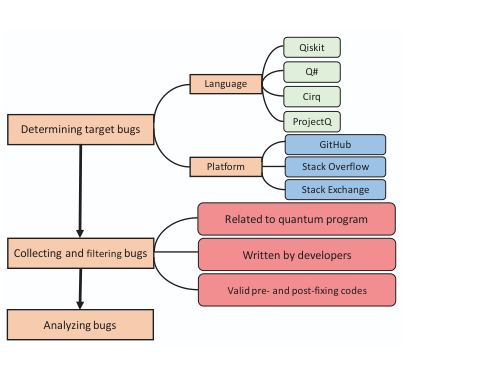 Qiskit
Language
Q#
Cirq
ProjectQ
Determining target bugs
GitHub
Platform
Stack Overflow
Stack Exchange
Related to quantum program
Collecting and filtering bugs
Written by developers
Valid pre- and post-fixing codes
Analyzing bugs